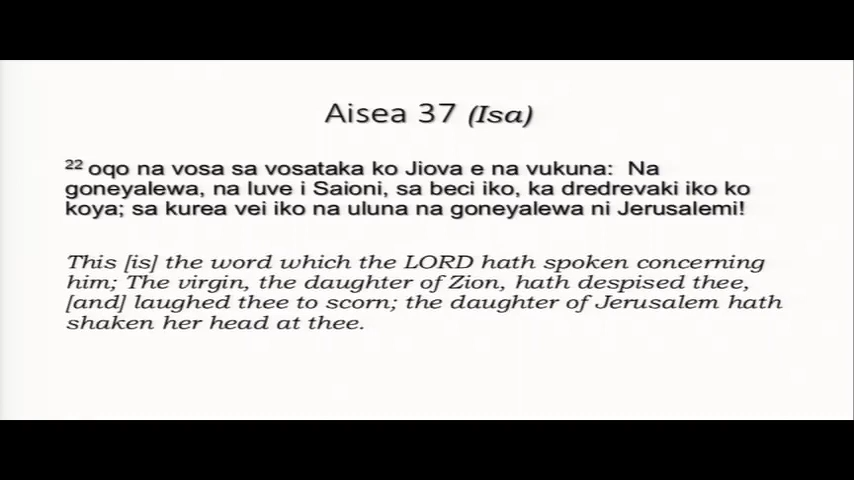 Aisea 37 (Isa)
22 oqo na vosa sa vosataka ko Jiova e na vukuna: Na
goneyalewa, na luve i Saioni, sa beci iko, ka dredrevaki iko ko
koya; sa kurea vei iko na uluna na goneyalewa ni Jerusalemi!
This [is] the word which the LORD hath spoken concerning
him; The virgin, the daughter of Zion, hath despised thee,
[and] laughed thee to scorn; the daughter of Jerusalem hath
shaken her head at thee.